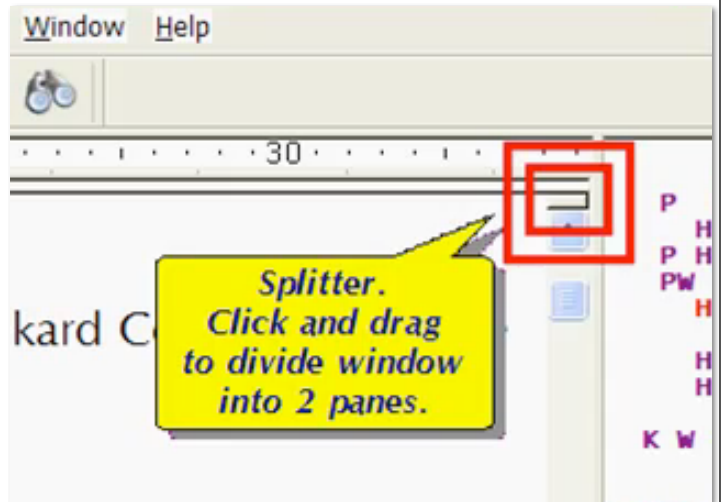 Window Help
30
Splitter.
Click and drag
to divide window
into 2 panes.
kard C
P
H
P H
PW
H
H
H
K W